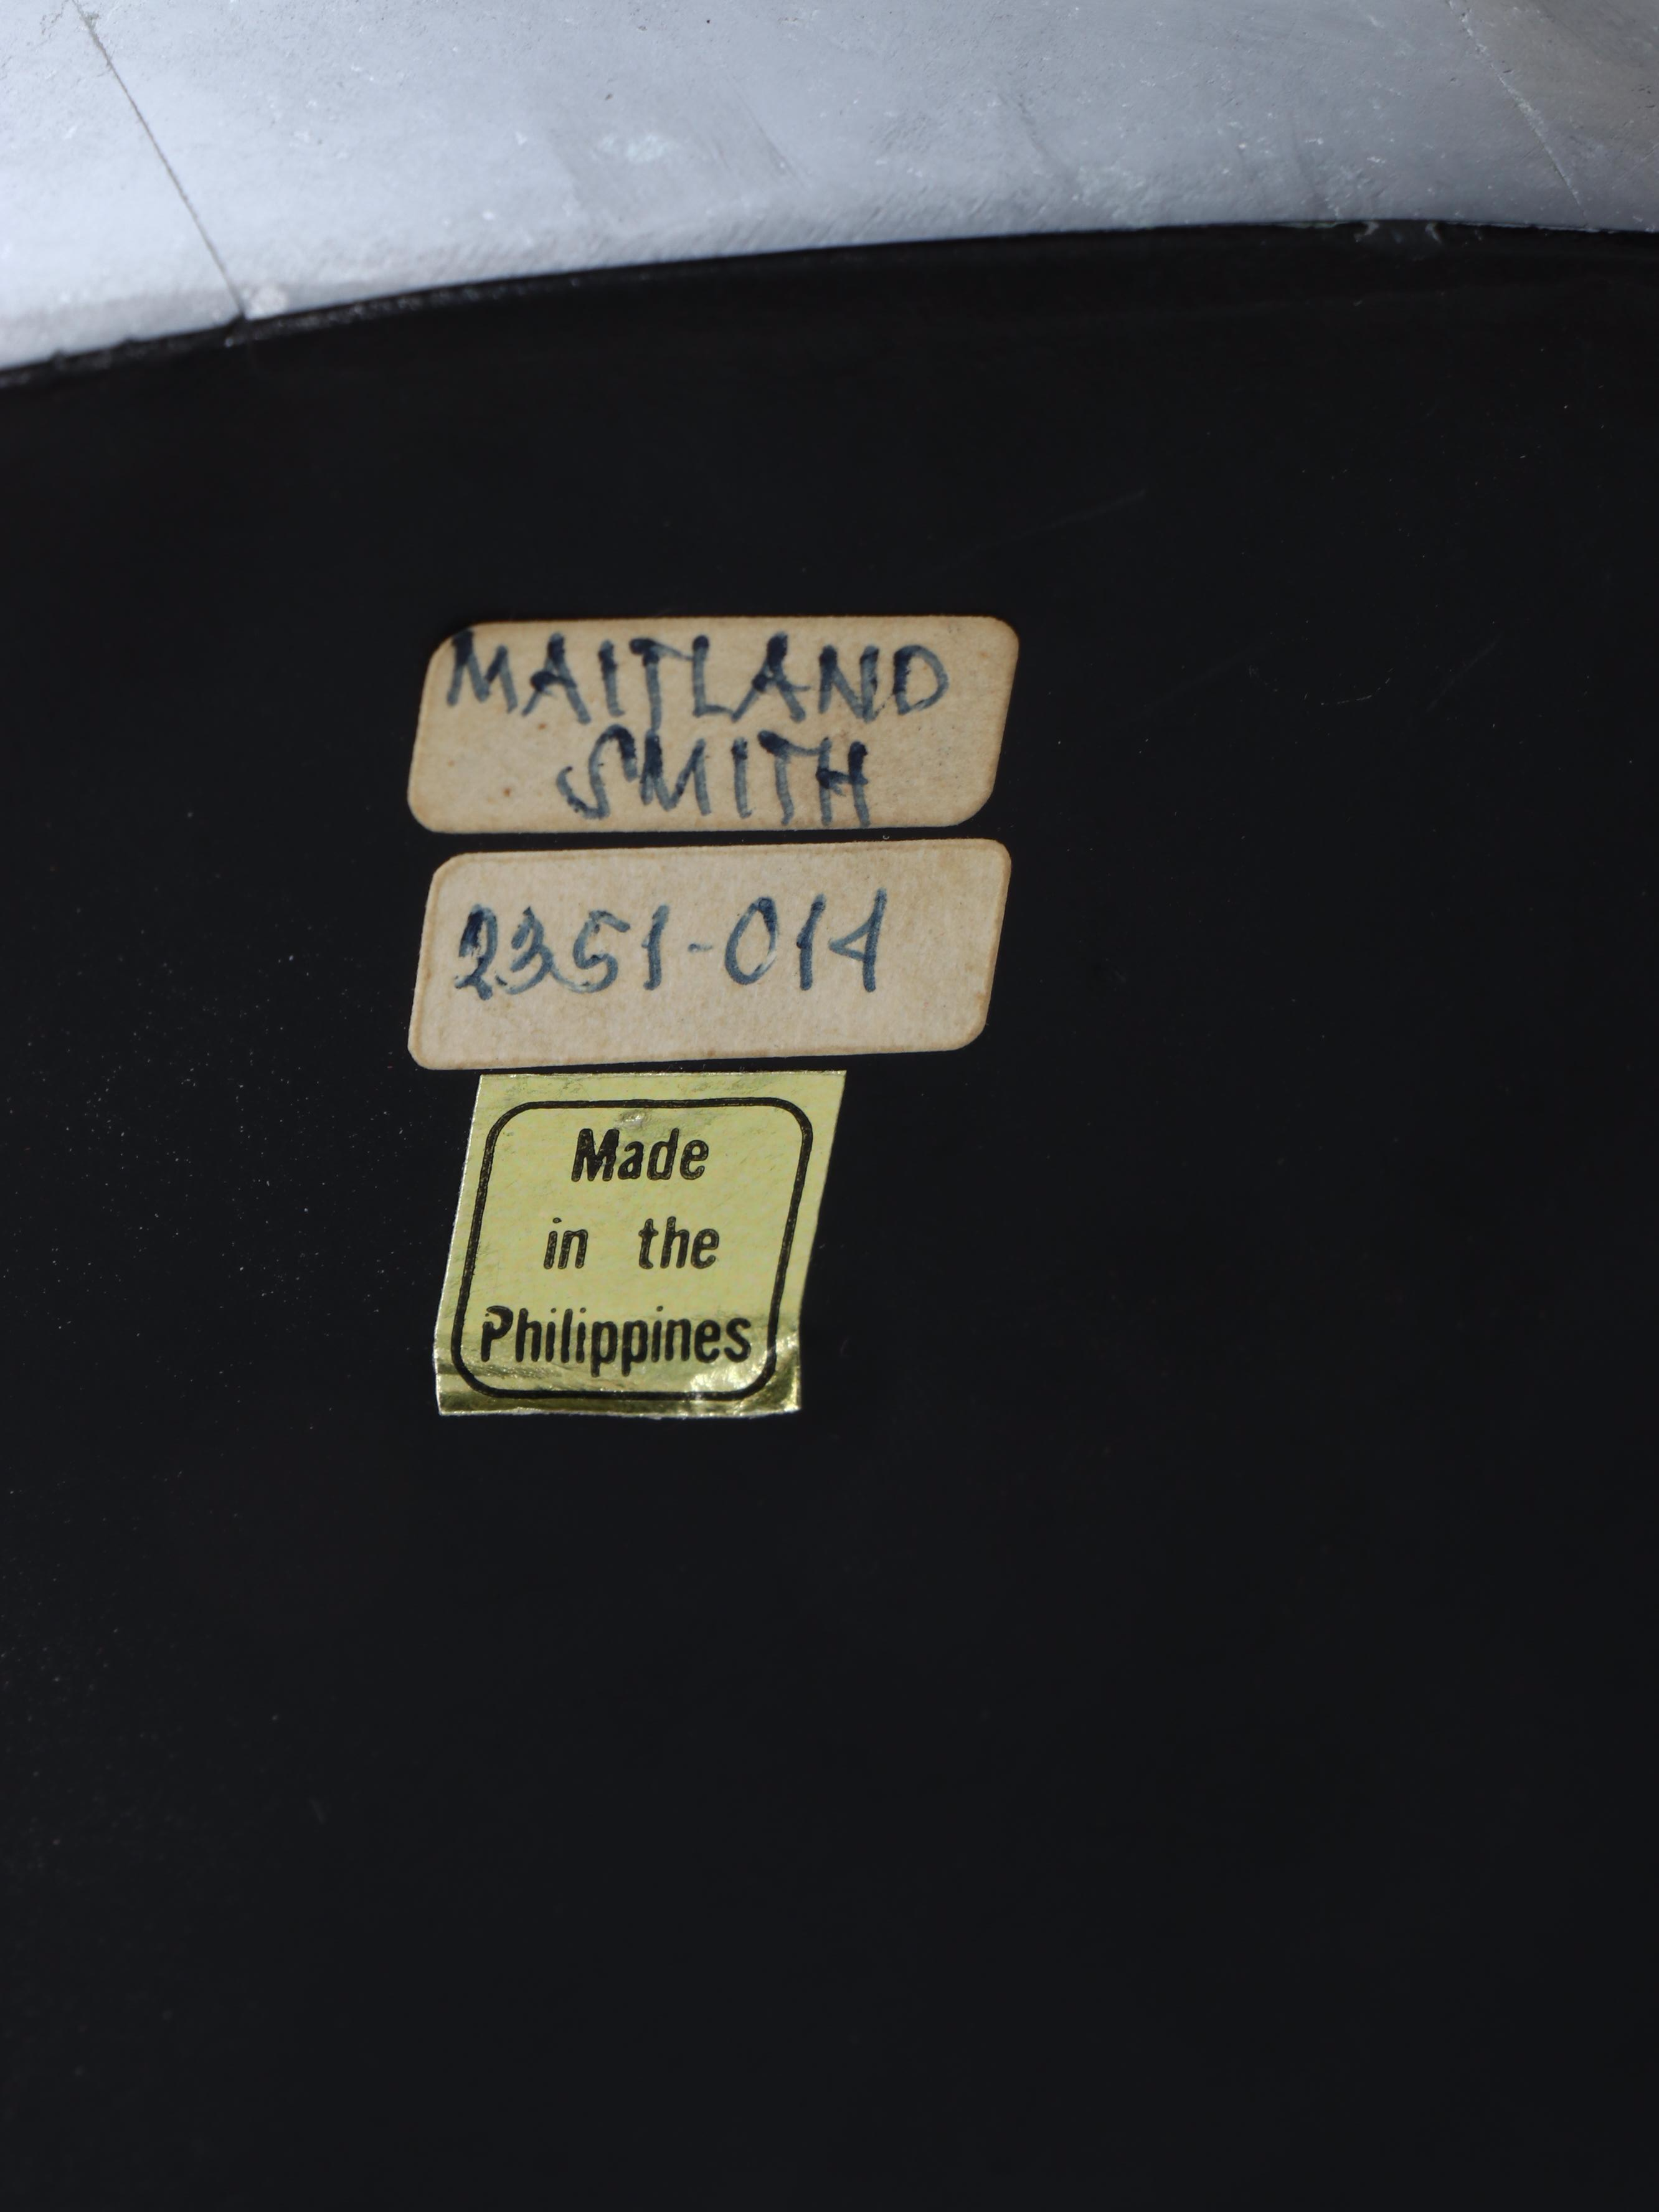 MAITLAND
SMITH
2351-014
Made
in the
Philippines